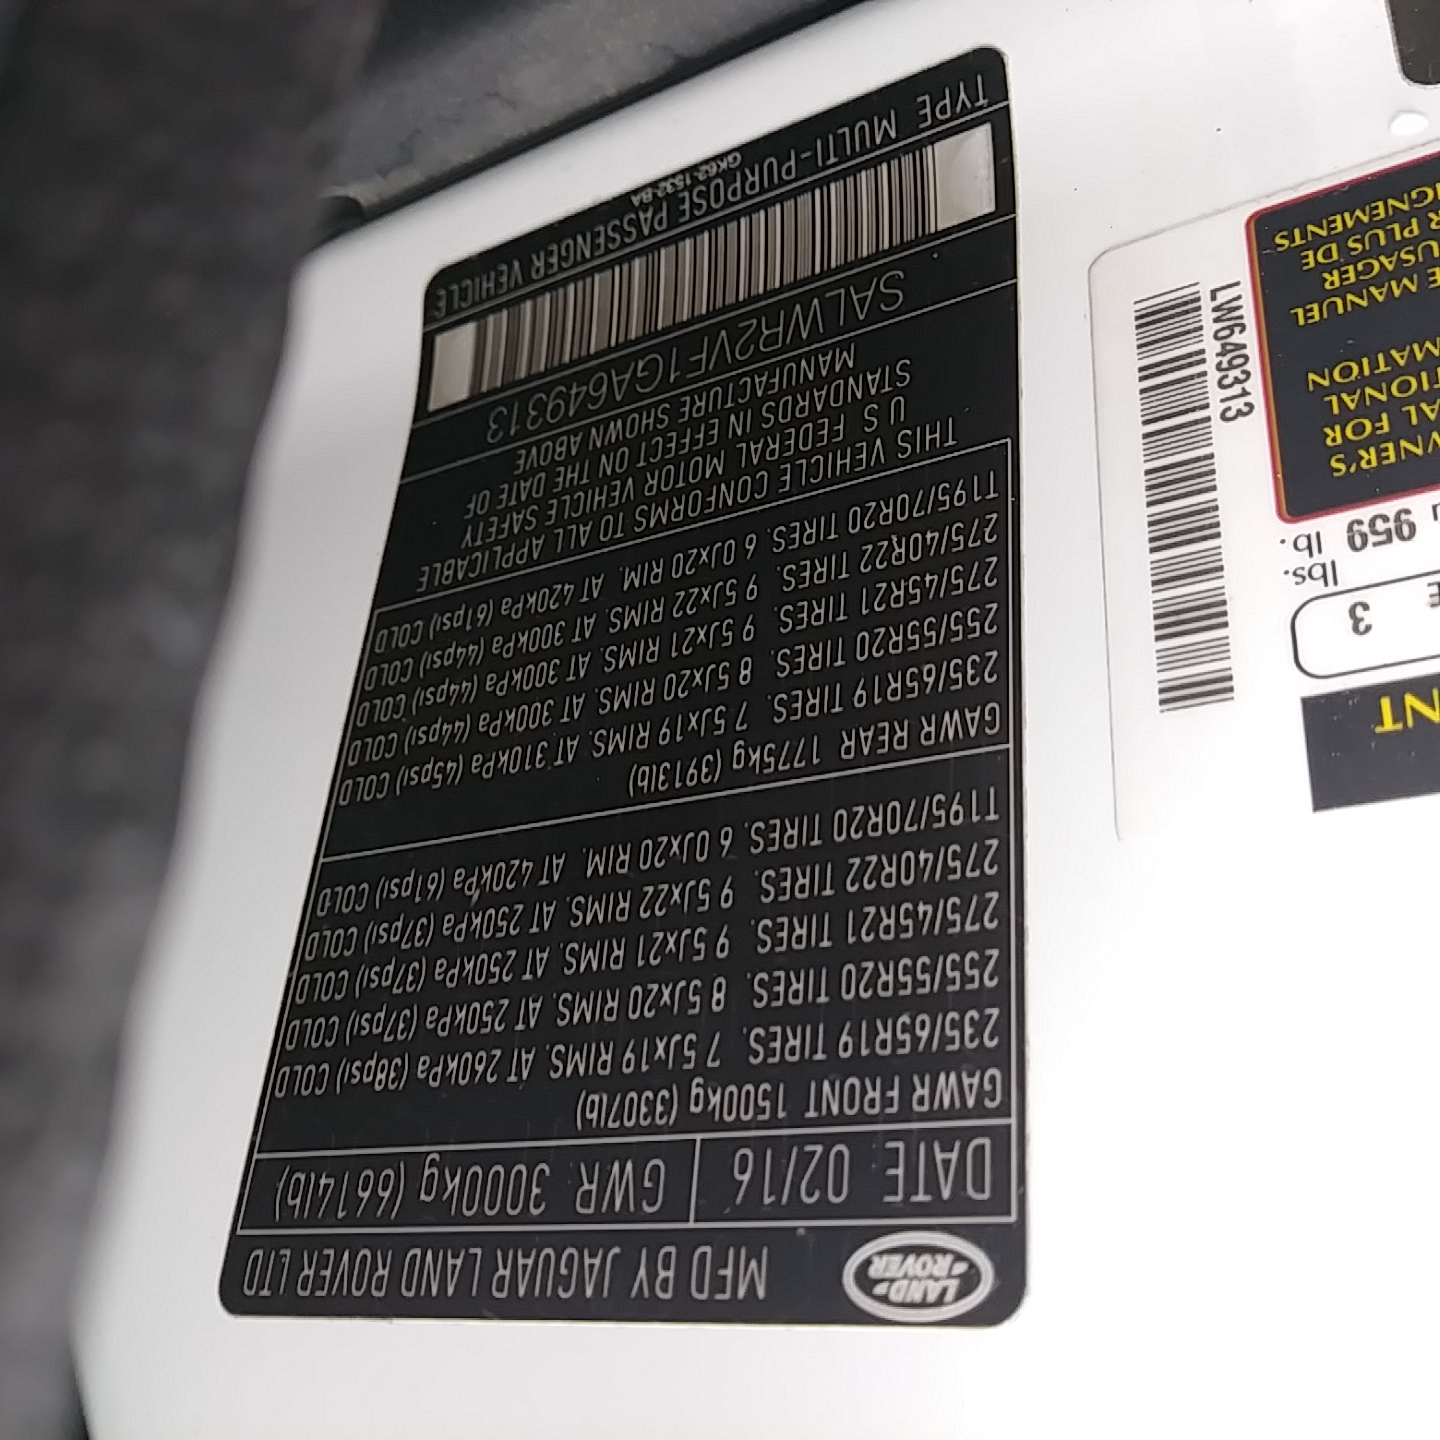 LAND
ROVER
MFD BY JAGUAR LAND ROVER LTD
DATE 02/16
GWR 3000kg (6614lb)
GAWR FRONT 1500kg (3307lb)
235/65R19 TIRES. 7 5Jx19 RIMS. AT 260kPa (38psi) COLD
255/55R20 TIRES. 8 5Jx20 RIMS. AT 250kPa (37psi) COLD
275/45R21 TIRES. 9 5Jx21 RIMS. AT 250kPa (37psi) COLD
275/40R22 TIRES. 9 5Jx22 RIMS. AT 250kPa (37psi) COLD
T195/70R20 TIRES. 6 0Jx20 RIM. AT 420kPa (61psi) COLD
GAWR REAR 1775kg (3913lb)
235/65R19 TIRES. 7 5Jx19 RIMS. AT 310kPa (45psi) COLD
255/55R20 TIRES. 8 5Jx20 RIMS. AT 300kPa (44psi) COLD
275/45R21 TIRES. 9 5Jx21 RIMS. AT 300kPa (44psi) COLD
275/40R22 TIRES. 9 5Jx22 RIMS. AT 300kPa (44psi) COLD
T195/70R20 TIRES. 6 0Jx20 RIM. AT 420kPa (61psi) COLD
THIS VEHICLE CONFORMS TO ALL APPLICABLE
U S FEDERAL MOTOR VEHICLE SAFETY
STANDARDS IN EFFECT ON THE DATE OF
MANUFACTURE SHOWN ABOVE
SALWR2VF1GA649313
TYPE MULTI-PURPOSE PASSENGER VEHICLE
GK62-1532-BA
LW649313
NT
3
lbs.
959 lb.
WNER'S
AL FOR
TIONAL
MATION
E MANUEL
USAGER
R PLUS DE
IGNEMENTS